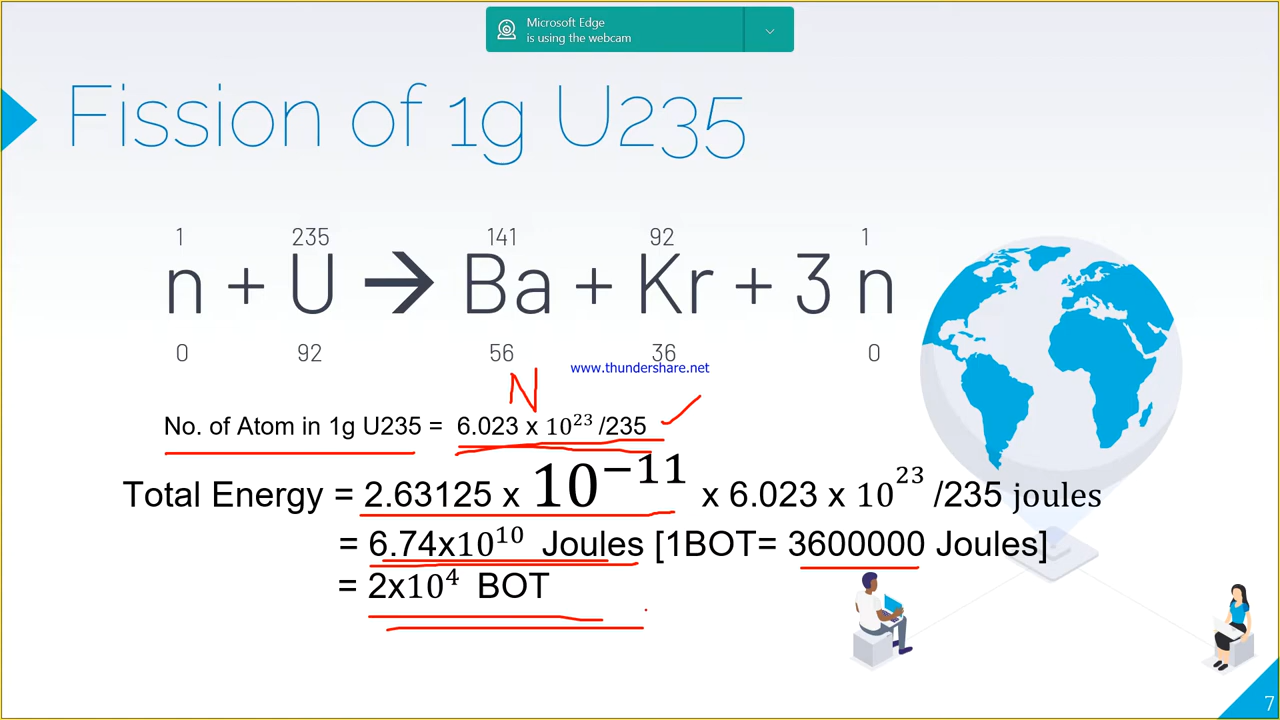 Microsoft Edge
is using the webcam
Fission of 1g U235
1 235 141 92 1
n + U → Ba + Kr + 3 n
0 92 56 36 0
www.thundershare.net
N
No. of Atom in 1g U235 = 6.023 x 10²³ /235
Total Energy = 2.63125 x 10⁻¹¹ x 6.023 x 10²³ /235 joules
= 6.74x10¹⁰ Joules [1BOT= 3600000 Joules]
= 2x10⁴ BOT
7